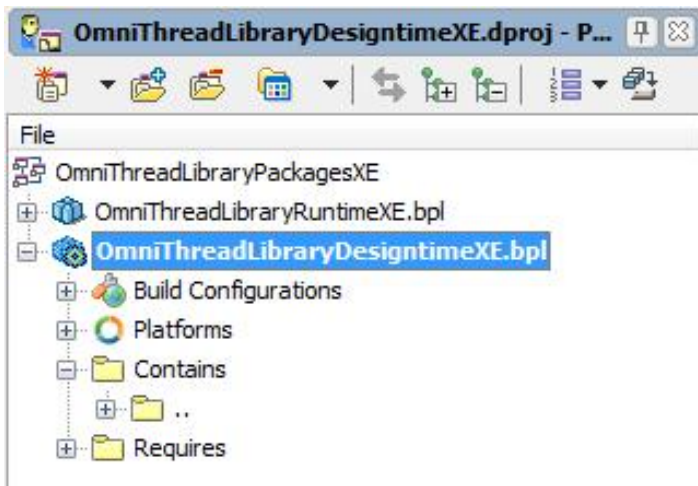 OmniThreadLibraryDesigntimeXE.dproj - P...
File
OmniThreadLibraryPackagesXE
OmniThreadLibraryRuntimeXE.bpl
OmniThreadLibraryDesigntimeXE.bpl
Build Configurations
Platforms
Contains
..
Requires